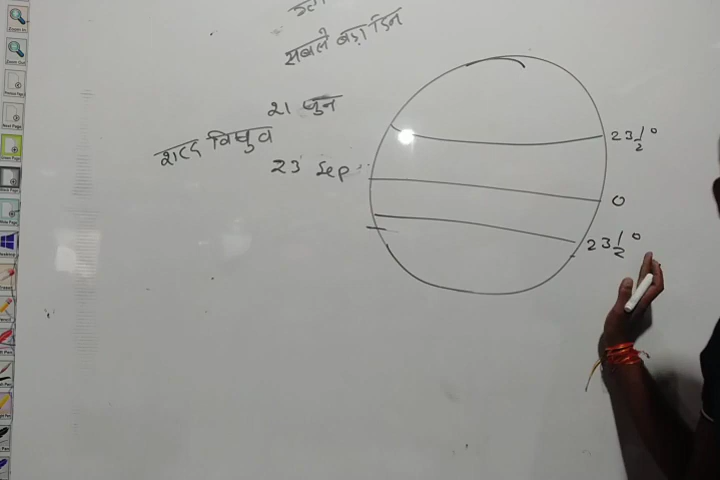 सबसे बड़ा दिन
21 जून
शरद विषुव
23 Sep
23 1/2°
0
23 1/2°